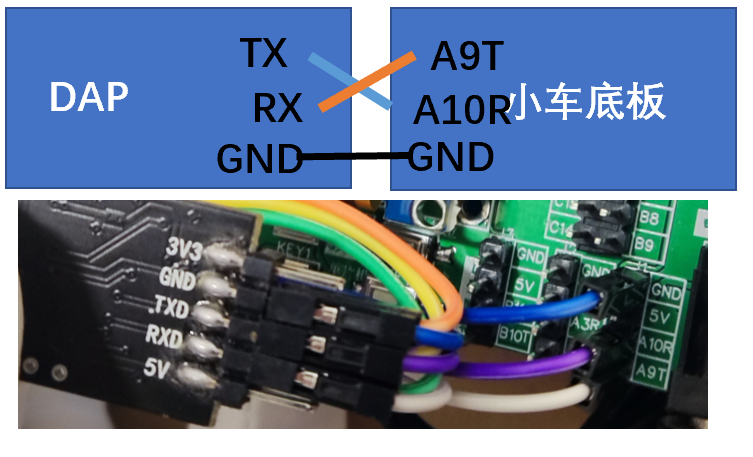 TX
A9T
DAP
RX
A10R
小车底板
GND
GND
3V3
GND
TXD
RXD
5V
KEY1
GND
5V
B10T
C14
B8
B9
GND
A3R
GND
5V
A10R
A9T